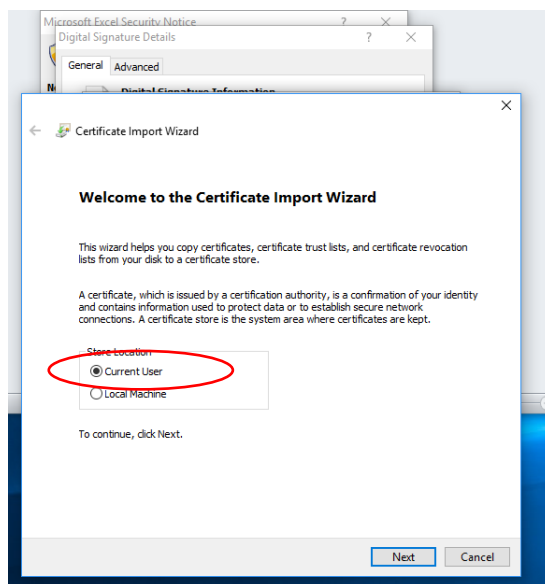 Microsoft Excel Security Notice ? ×
Digital Signature Details ? ×
General Advanced
Digital Signature Information
Certificate Import Wizard
Welcome to the Certificate Import Wizard
This wizard helps you copy certificates, certificate trust lists, and certificate revocation
lists from your disk to a certificate store.
A certificate, which is issued by a certification authority, is a confirmation of your identity
and contains information used to protect data or to establish secure network
connections. A certificate store is the system area where certificates are kept.
Store Location
Current User
Local Machine
To continue, click Next.
Next Cancel